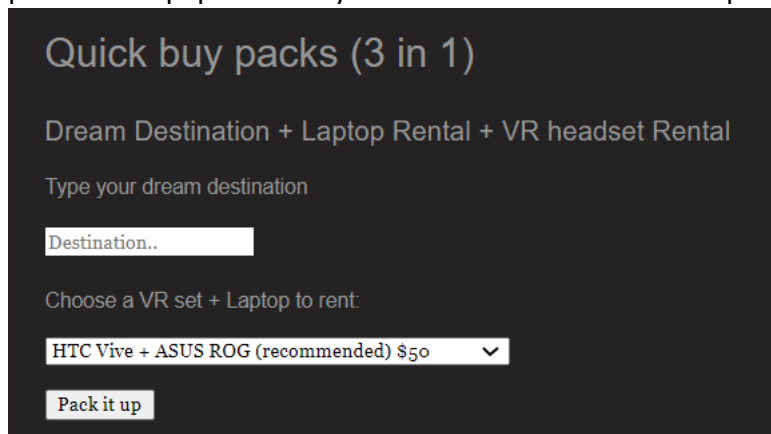 Quick buy packs (3 in 1)
Dream Destination + Laptop Rental + VR headset Rental
Type your dream destination
Destination..
Choose a VR set + Laptop to rent:
HTC Vive + ASUS ROG (recommended) $50
Pack it up